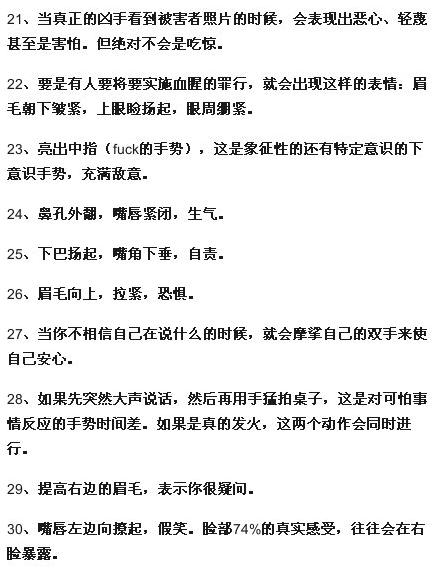 21、当真正的凶手看到被害者照片的时候，会表现出恶心、轻蔑
甚至是害怕。但绝对不会是吃惊。
22、要是有人要将要实施血腥的罪行，就会出现这样的表情：眉
毛朝下皱紧，上眼睑扬起，眼周绷紧。
23、亮出中指（fuck的手势），这是象征性的还有特定意识的下
意识手势，充满敌意。
24、鼻孔外翻，嘴唇紧闭，生气。
25、下巴扬起，嘴角下垂，自责。
26、眉毛向上，拉紧，恐惧。
27、当你不相信自己在说什么的时候，就会摩挲自己的双手来使
自己安心。
28、如果先突然大声说话，然后再用手猛拍桌子，这是对可怕事
情反应的手势时间差。如果是真的发火，这两个动作会同时进
行。
29、提高右边的眉毛，表示你很疑问。
30、嘴唇左边向撩起，假笑。脸部74%的真实感受，往往会在右
脸暴露。